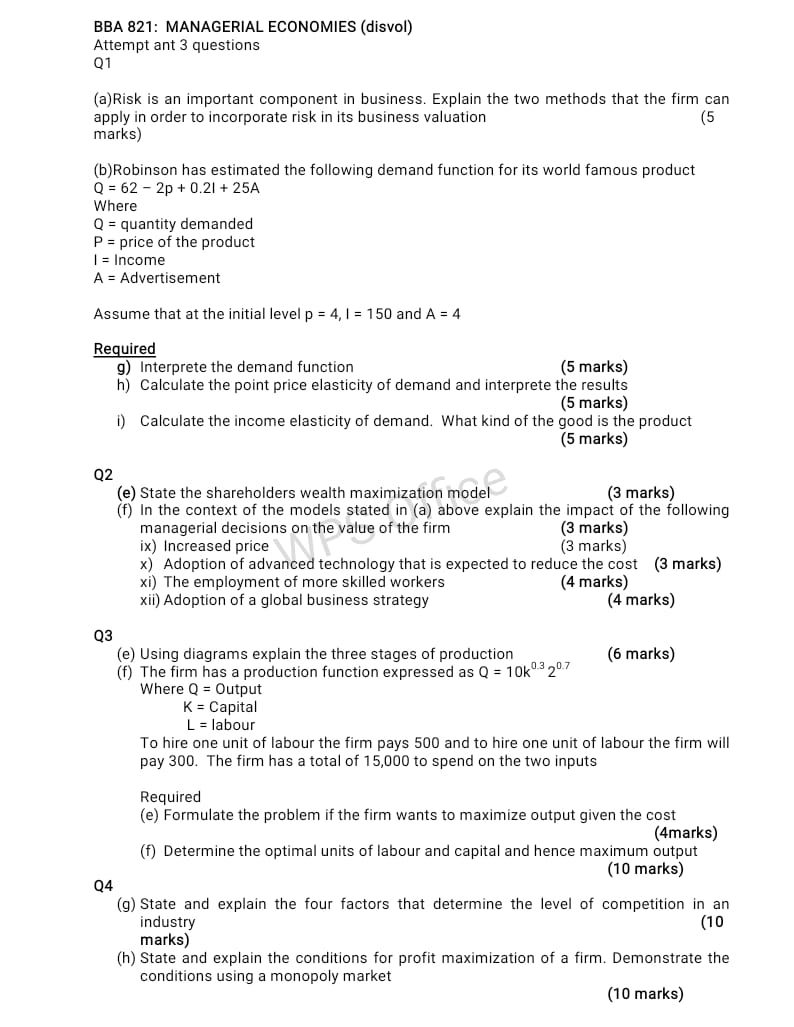 BBA 821: MANAGERIAL ECONOMIES (disvol)
Attempt ant 3 questions
Q1
(a)Risk is an important component in business. Explain the two methods that the firm can
apply in order to incorporate risk in its business valuation (5
marks)
(b)Robinson has estimated the following demand function for its world famous product
Q = 62 – 2p + 0.2I + 25A
Where
Q = quantity demanded
P = price of the product
I = Income
A = Advertisement
Assume that at the initial level p = 4, I = 150 and A = 4
Required
g) Interprete the demand function (5 marks)
h) Calculate the point price elasticity of demand and interprete the results
(5 marks)
i) Calculate the income elasticity of demand. What kind of the good is the product
(5 marks)
Q2
(e) State the shareholders wealth maximization model (3 marks)
(f) In the context of the models stated in (a) above explain the impact of the following
managerial decisions on the value of the firm (3 marks)
ix) Increased price (3 marks)
x) Adoption of advanced technology that is expected to reduce the cost (3 marks)
xi) The employment of more skilled workers (4 marks)
xii) Adoption of a global business strategy (4 marks)
WPS Office
Q3
(e) Using diagrams explain the three stages of production (6 marks)
(f) The firm has a production function expressed as Q = 10k^0.3 2^0.7
Where Q = Output
K = Capital
L = labour
To hire one unit of labour the firm pays 500 and to hire one unit of labour the firm will
pay 300. The firm has a total of 15,000 to spend on the two inputs
Required
(e) Formulate the problem if the firm wants to maximize output given the cost
(4marks)
(f) Determine the optimal units of labour and capital and hence maximum output
(10 marks)
Q4
(g) State and explain the four factors that determine the level of competition in an
industry (10
marks)
(h) State and explain the conditions for profit maximization of a firm. Demonstrate the
conditions using a monopoly market
(10 marks)